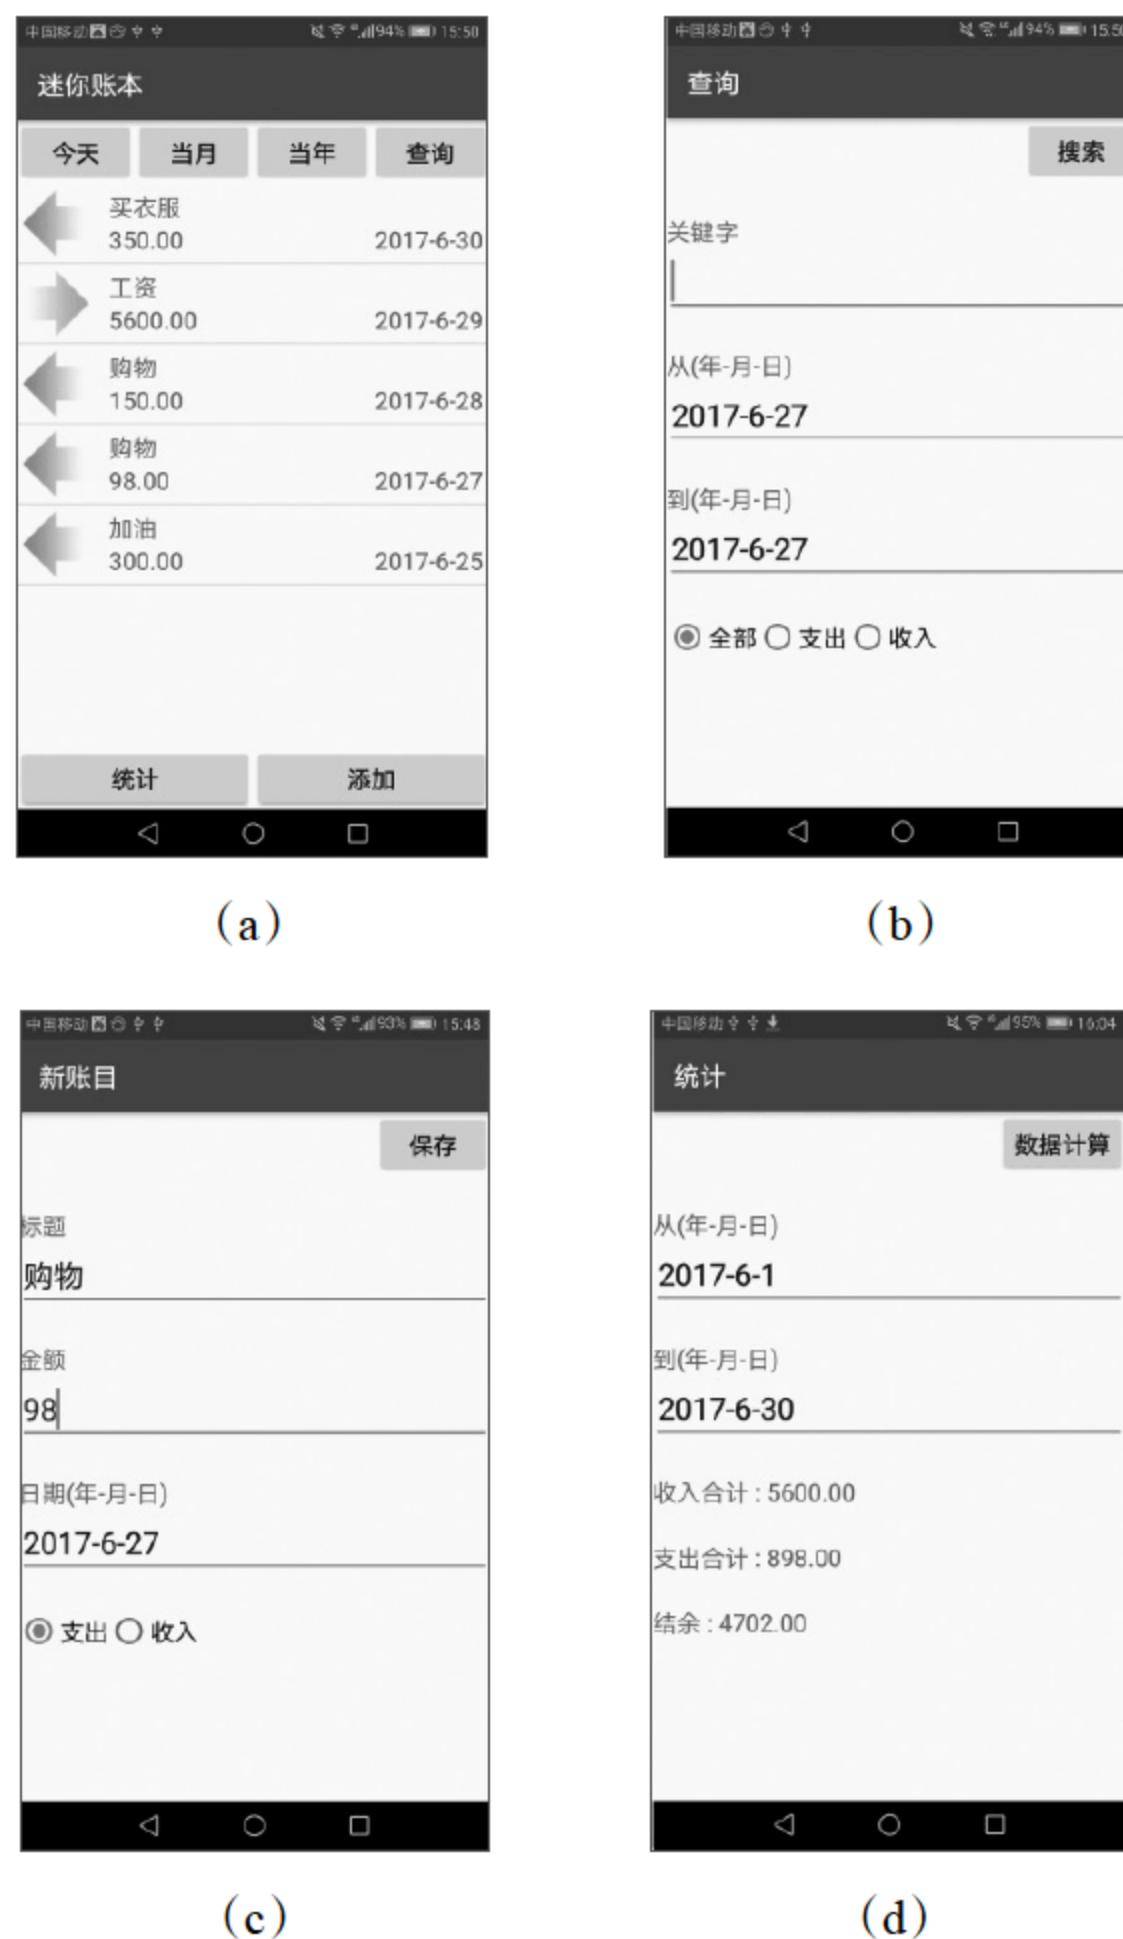 中国移动 94% 15:50
迷你账本
今天 当月 当年 查询
买衣服
350.00 2017-6-30
工资
5600.00 2017-6-29
购物
150.00 2017-6-28
购物
98.00 2017-6-27
加油
300.00 2017-6-25
统计 添加
(a)
中国移动 94% 15:50
查询
搜索
关键字
从(年-月-日)
2017-6-27
到(年-月-日)
2017-6-27
全部 支出 收入
(b)
中国移动 93% 15:48
新账目
保存
标题
购物
金额
98
日期(年-月-日)
2017-6-27
支出 收入
(c)
中国移动 95% 16:04
统计
数据计算
从(年-月-日)
2017-6-1
到(年-月-日)
2017-6-30
收入合计 : 5600.00
支出合计 : 898.00
结余 : 4702.00
(d)